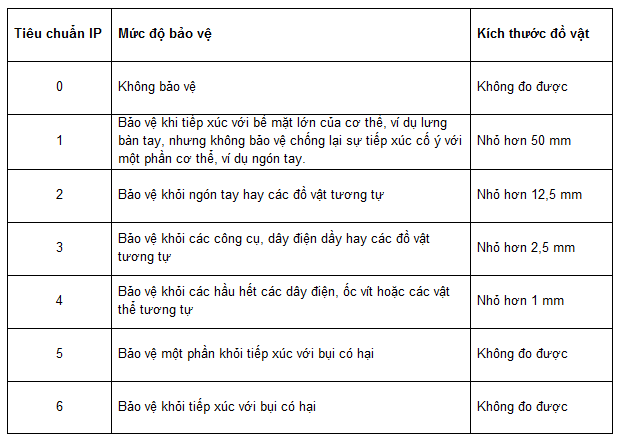 Tiêu chuẩn IP Mức độ bảo vệ Kích thước đồ vật
0 Không bảo vệ Không đo được
Bảo vệ khi tiếp xúc với bề mặt lớn của cơ thể, ví dụ lưng
1 bàn tay, nhưng không bảo vệ chống lại sự tiếp xúc cố ý với Nhỏ hơn 50 mm
một phần cơ thể, ví dụ ngón tay.
2 Bảo vệ khỏi ngón tay hay các đồ vật tương tự Nhỏ hơn 12,5 mm
3 Bảo vệ khỏi các công cụ, dây điện dầy hay các đồ vật Nhỏ hơn 2,5 mm
tương tự
4 Bảo vệ khỏi các hầu hết các dây điện, ốc vít hoặc các vật Nhỏ hơn 1 mm
thể tương tự
5 Bảo vệ một phần khỏi tiếp xúc với bụi có hại Không đo được
6 Bảo vệ khỏi tiếp xúc với bụi có hại Không đo được